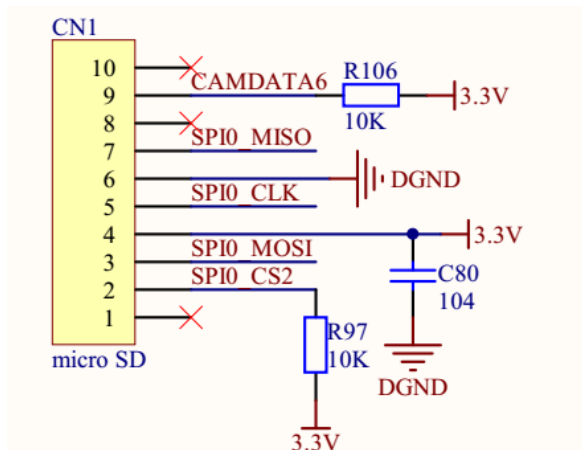 CN1
10
9 CAMDATA6 R106 3.3V
10K
8
7 SPI0_MISO
6 DGND
5 SPI0_CLK
4 3.3V
3 SPI0_MOSI
2 SPI0_CS2
C80
104
1
R97
10K
micro SD
DGND
3.3V